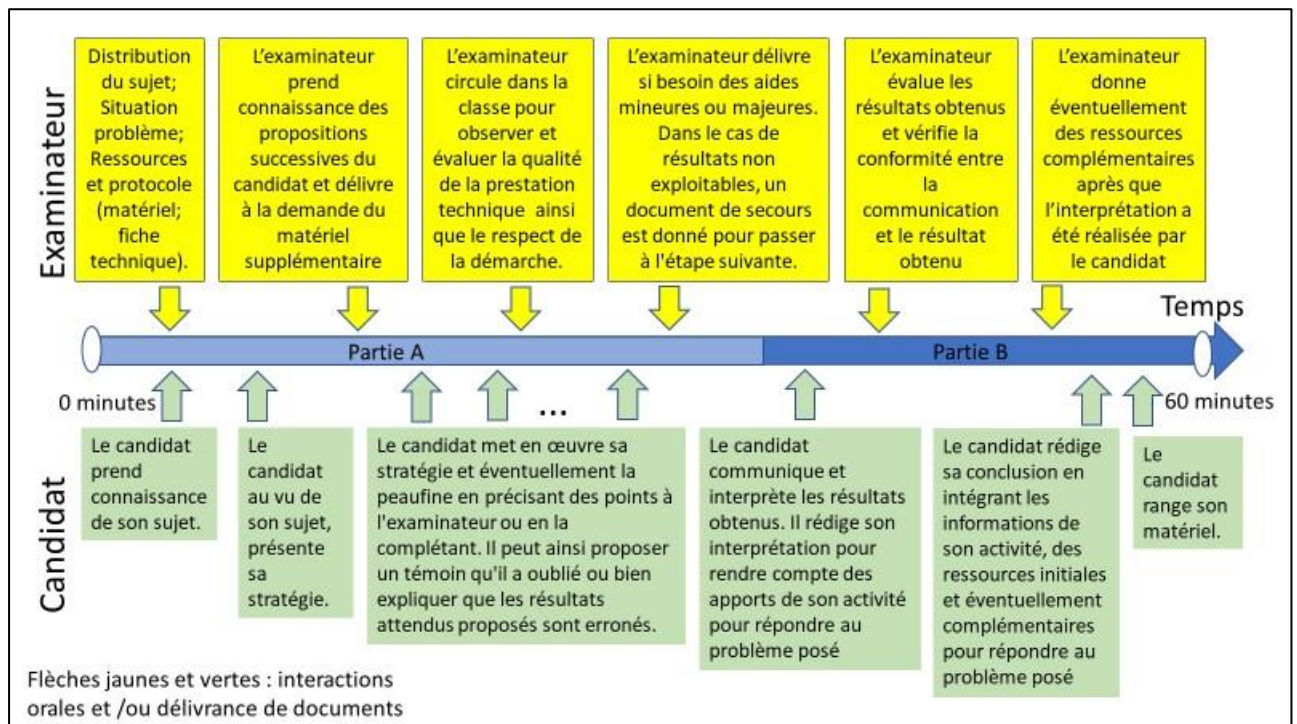 Examinateur
Distribution
du sujet;
Situation
problème;
Ressources
et protocole
(matériel;
fiche
technique).
L'examinateur
prend
connaissance des
propositions
successives du
candidat et délivre
à la demande du
matériel
supplémentaire
L'examinateur
circule dans la
classe pour
observer et
évaluer la qualité
de la prestation
technique ainsi
que le respect de
la démarche.
L'examinateur délivre
si besoin des aides
mineures ou majeures.
Dans le cas de
résultats non
exploitables, un
document de secours
est donné pour passer
à l'étape suivante.
L'examinateur
évalue les
résultats obtenus
et vérifie la
conformité entre
la
communication
et le résultat
obtenu
L'examinateur
donne
éventuellement
des ressources
complémentaires
après que
l'interprétation a
été réalisée par
le candidat
Temps
Partie A
Partie B
0 minutes
...
60 minutes
Candidat
Le candidat
prend
connaissance
de son sujet.
Le
candidat
au vu de
son sujet,
présente
sa
stratégie.
Le candidat met en œuvre sa
stratégie et éventuellement la
peaufine en précisant des points à
l'examinateur ou en la
complétant. Il peut ainsi proposer
un témoin qu'il a oublié ou bien
expliquer que les résultats
attendus proposés sont erronés.
Le candidat
communique et
interprète les résultats
obtenus. Il rédige son
interprétation pour
rendre compte des
apports de son activité
pour répondre au
problème posé
Le candidat rédige
sa conclusion en
intégrant les
informations de
son activité, des
ressources initiales
et éventuellement
complémentaires
pour répondre au
problème posé
Le
candidat
range son
matériel.
Flèches jaunes et vertes : interactions
orales et /ou délivrance de documents